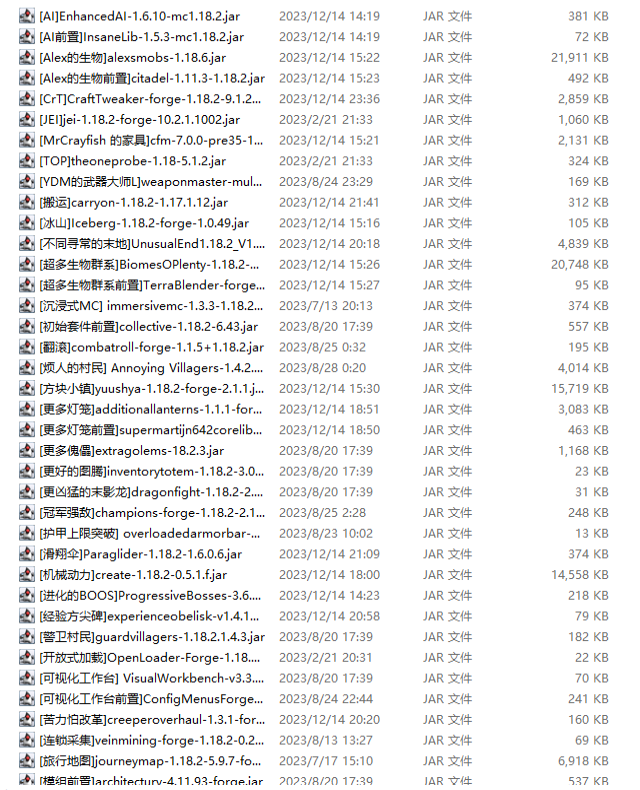 [AI]EnhancedAI-1.6.10-mc1.18.2.jar 2023/12/14 14:19 JAR 文件 381 KB
[AI前置]InsaneLib-1.5.3-mc1.18.2.jar 2023/12/14 14:19 JAR 文件 72 KB
[Alex的生物]alexsmobs-1.18.6.jar 2023/12/14 15:22 JAR 文件 21,911 KB
[Alex的生物前置]citadel-1.11.3-1.18.2.jar 2023/12/14 15:23 JAR 文件 492 KB
[CrT]CraftTweaker-forge-1.18.2-9.1.2... 2023/12/14 23:36 JAR 文件 2,859 KB
[JEI]jei-1.18.2-forge-10.2.1.1002.jar 2023/2/21 21:33 JAR 文件 1,060 KB
[MrCrayfish 的家具]cfm-7.0.0-pre35-1... 2023/12/14 15:21 JAR 文件 2,131 KB
[TOP]theoneprobe-1.18-5.1.2.jar 2023/2/21 21:33 JAR 文件 324 KB
[YDM的武器大师L]weaponmaster-mul... 2023/8/24 23:29 JAR 文件 169 KB
[搬运]carryon-1.18.2-1.17.1.12.jar 2023/12/14 21:41 JAR 文件 312 KB
[冰山]Iceberg-1.18.2-forge-1.0.49.jar 2023/12/14 15:16 JAR 文件 105 KB
[不同寻常的末地]UnusualEnd1.18.2_V1.... 2023/12/14 20:18 JAR 文件 4,839 KB
[超多生物群系]BiomesOPlenty-1.18.2-... 2023/12/14 15:26 JAR 文件 20,748 KB
[超多生物群系前置]TerraBlender-forge... 2023/12/14 15:27 JAR 文件 95 KB
[沉浸式MC] immersivemc-1.3.3-1.18.2... 2023/7/13 20:13 JAR 文件 374 KB
[初始套件前置]collective-1.18.2-6.43.jar 2023/8/20 17:39 JAR 文件 557 KB
[翻滚]combatroll-forge-1.1.5+1.18.2.jar 2023/8/25 0:32 JAR 文件 195 KB
[烦人的村民] Annoying Villagers-1.4.2.... 2023/8/28 0:20 JAR 文件 4,014 KB
[方块小镇]yuushya-1.18.2-forge-2.1.1.j... 2023/12/14 15:30 JAR 文件 15,719 KB
[更多灯笼]additionallanterns-1.1.1-for... 2023/12/14 18:51 JAR 文件 3,083 KB
[更多灯笼前置]supermartijn642corelib... 2023/12/14 18:50 JAR 文件 463 KB
[更多傀儡]extragolems-18.2.3.jar 2023/8/20 17:39 JAR 文件 1,168 KB
[更好的图腾]inventorytotem-1.18.2-3.0... 2023/8/20 17:39 JAR 文件 23 KB
[更凶猛的末影龙]dragonfight-1.18.2-2.... 2023/8/20 17:39 JAR 文件 31 KB
[冠军强敌]champions-forge-1.18.2-2.1... 2023/8/25 2:28 JAR 文件 248 KB
[护甲上限突破] overloadedarmorbar-... 2023/8/23 10:02 JAR 文件 13 KB
[滑翔伞]Paraglider-1.18.2-1.6.0.6.jar 2023/12/14 21:09 JAR 文件 374 KB
[机械动力]create-1.18.2-0.5.1.f.jar 2023/12/14 18:00 JAR 文件 14,558 KB
[进化的BOOS]ProgressiveBosses-3.6.... 2023/12/14 14:23 JAR 文件 218 KB
[经验方尖碑]experienceobelisk-v1.4.1... 2023/12/14 20:58 JAR 文件 79 KB
[警卫村民]guardvillagers-1.18.2.1.4.3.jar 2023/8/20 17:39 JAR 文件 182 KB
[开放式加载]OpenLoader-Forge-1.18.... 2023/2/21 20:31 JAR 文件 22 KB
[可视化工作台] VisualWorkbench-v3.3.... 2023/8/20 17:39 JAR 文件 70 KB
[可视化工作台前置]ConfigMenusForge... 2023/8/24 22:44 JAR 文件 241 KB
[苦力怕改革]creeperoverhaul-1.3.1-for... 2023/12/14 20:20 JAR 文件 160 KB
[连锁采集]veinmining-forge-1.18.2-0.2... 2023/8/13 13:27 JAR 文件 69 KB
[旅行地图]journeymap-1.18.2-5.9.7-fo... 2023/7/17 15:10 JAR 文件 6,918 KB
[模组前置]architectury-4.11.93-forge.jar 2023/8/20 17:39 JAR 文件 537 KB